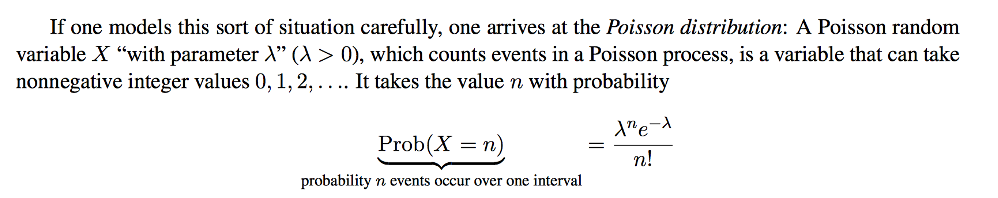 If one models this sort of situation carefully, one arrives at the Poisson distribution: A Poisson random
variable X “with parameter λ” (λ > 0), which counts events in a Poisson process, is a variable that can take
nonnegative integer values 0, 1, 2, . . . . It takes the value n with probability
Prob(X = n) = λⁿe^{−λ} / n!
probability n events occur over one interval